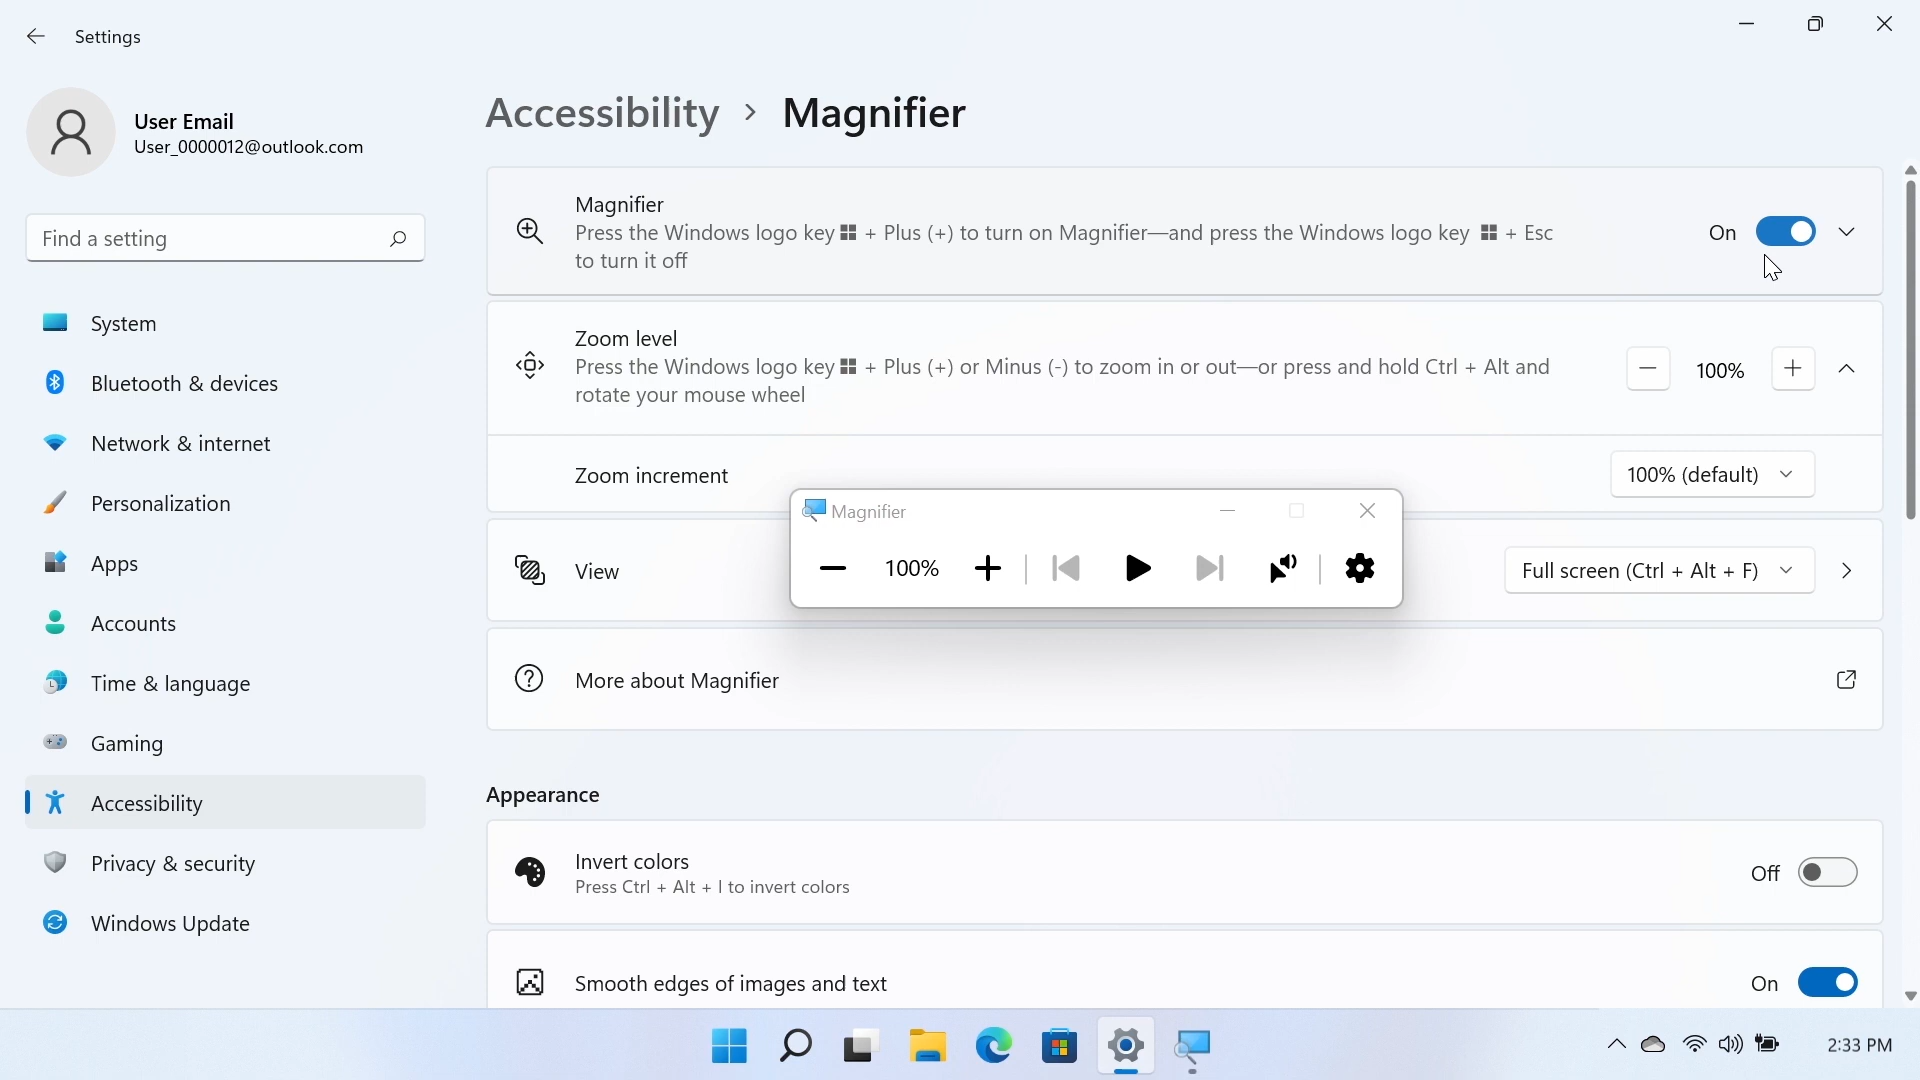 Settings
User Email
User_0000012@outlook.com
Find a setting
System
Bluetooth & devices
Network & internet
Personalization
Apps
Accounts
Time & language
Gaming
Accessibility
Privacy & security
Windows Update
Accessibility > Magnifier
Magnifier
Press the Windows logo key + Plus (+) to turn on Magnifier—and press the Windows logo key + Esc
to turn it off
On
Zoom level
Press the Windows logo key + Plus (+) or Minus (-) to zoom in or out—or press and hold Ctrl + Alt and
rotate your mouse wheel
100%
Zoom increment
100% (default)
Magnifier
100%
View
Full screen (Ctrl + Alt + F)
More about Magnifier
Appearance
Invert colors
Press Ctrl + Alt + I to invert colors
Off
Smooth edges of images and text
On
2:33 PM